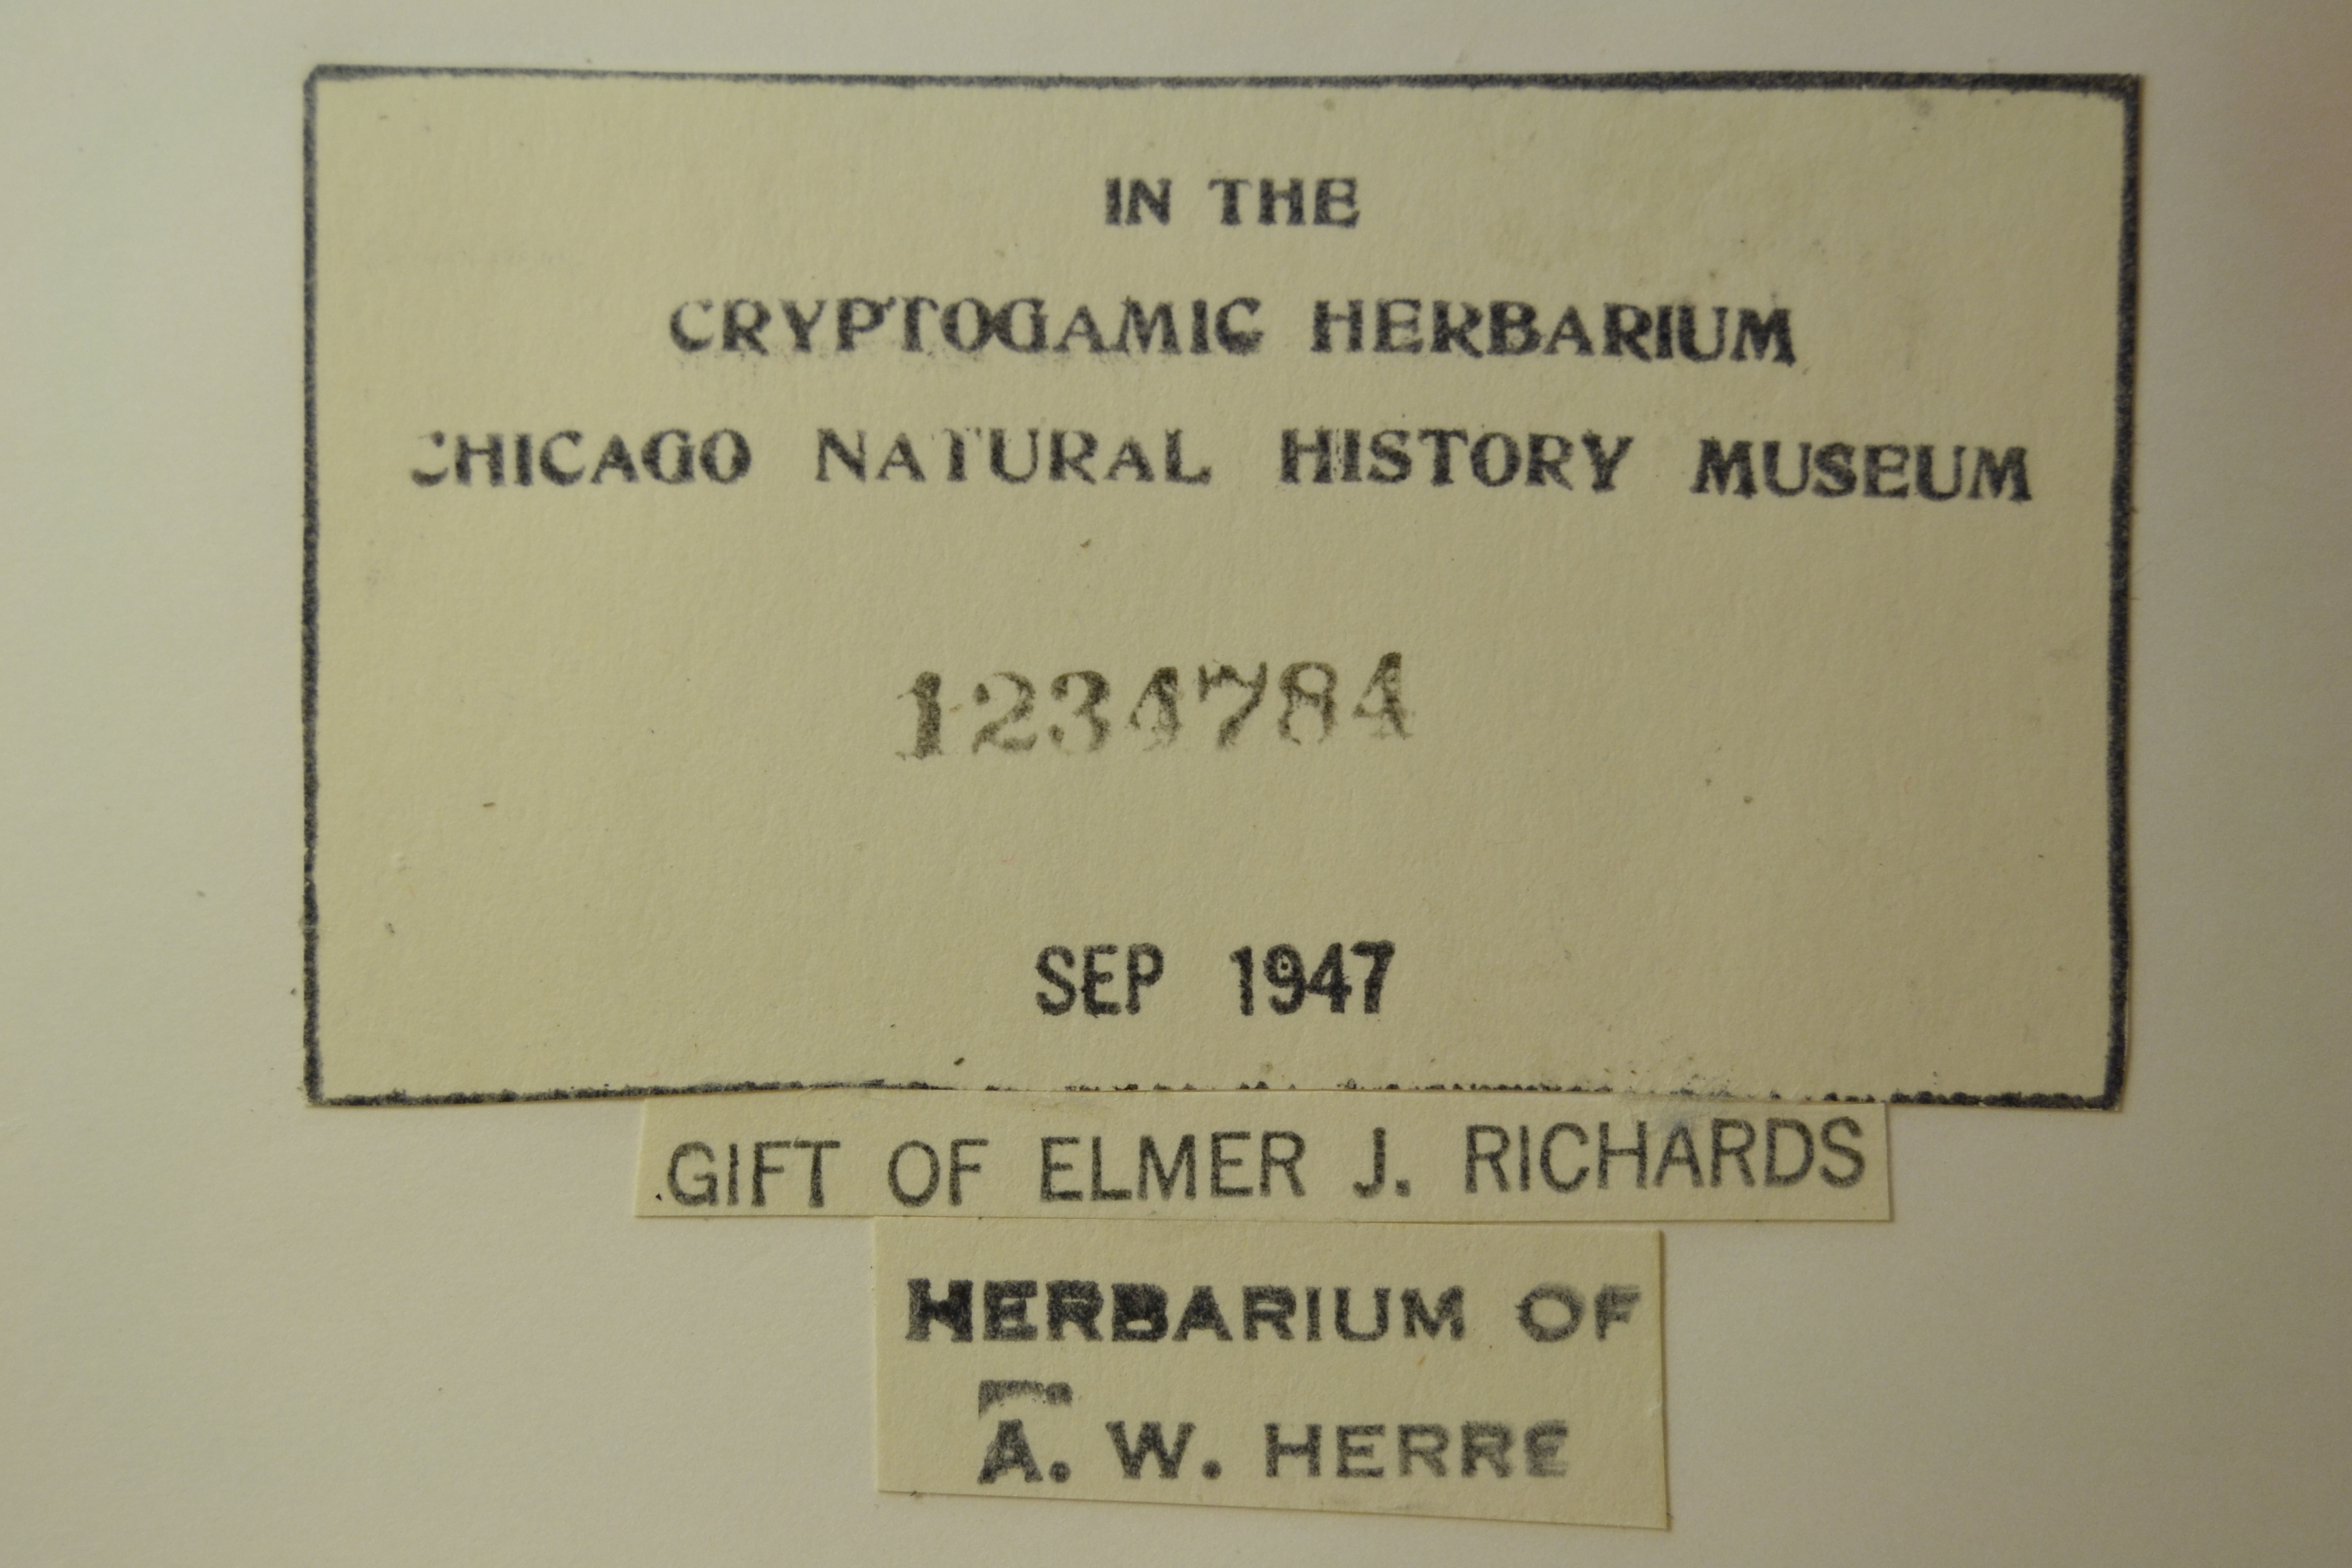 IN THE
CRYPTOGAMIC HERBARIUM
CHICAGO NATURAL HISTORY MUSEUM
1234784
SEP 1947
GIFT OF ELMER J. RICHARDS
HERBARIUM OF
A. W. HERRE